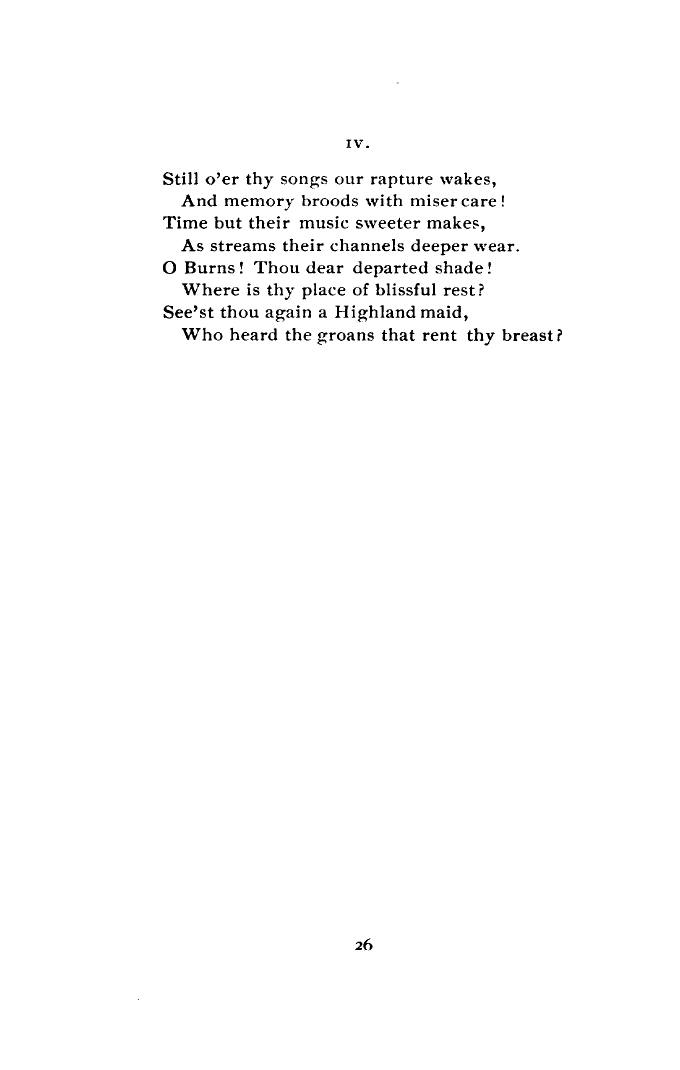 IV.
Still o'er thy songs our rapture wakes,
And memory broods with miser care!
Time but their music sweeter makes,
As streams their channels deeper wear.
O Burns! Thou dear departed shade!
Where is thy place of blissful rest?
See'st thou again a Highland maid,
Who heard the groans that rent thy breast?
26